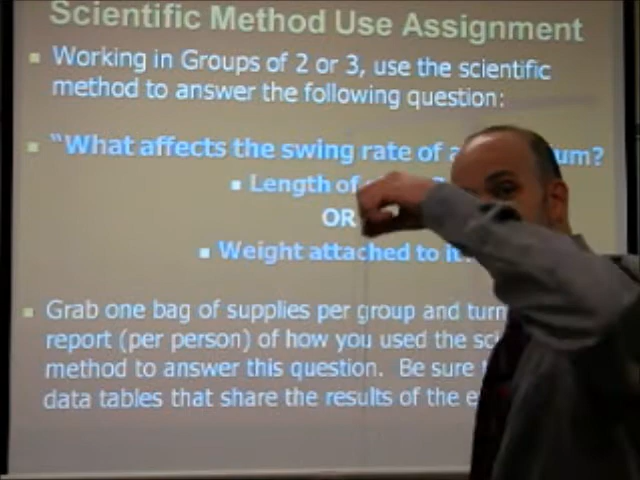 Scientific Method Use Assignment
Working in Groups of 2 or 3, use the scientific
method to answer the following question:
“What affects the swing rate of a um?
Length of
OR
Weight attached to it?
Grab one bag of supplies per group and turn
report (per person) of how you used the sc
method to answer this question. Be sure
data tables that share the results of the e